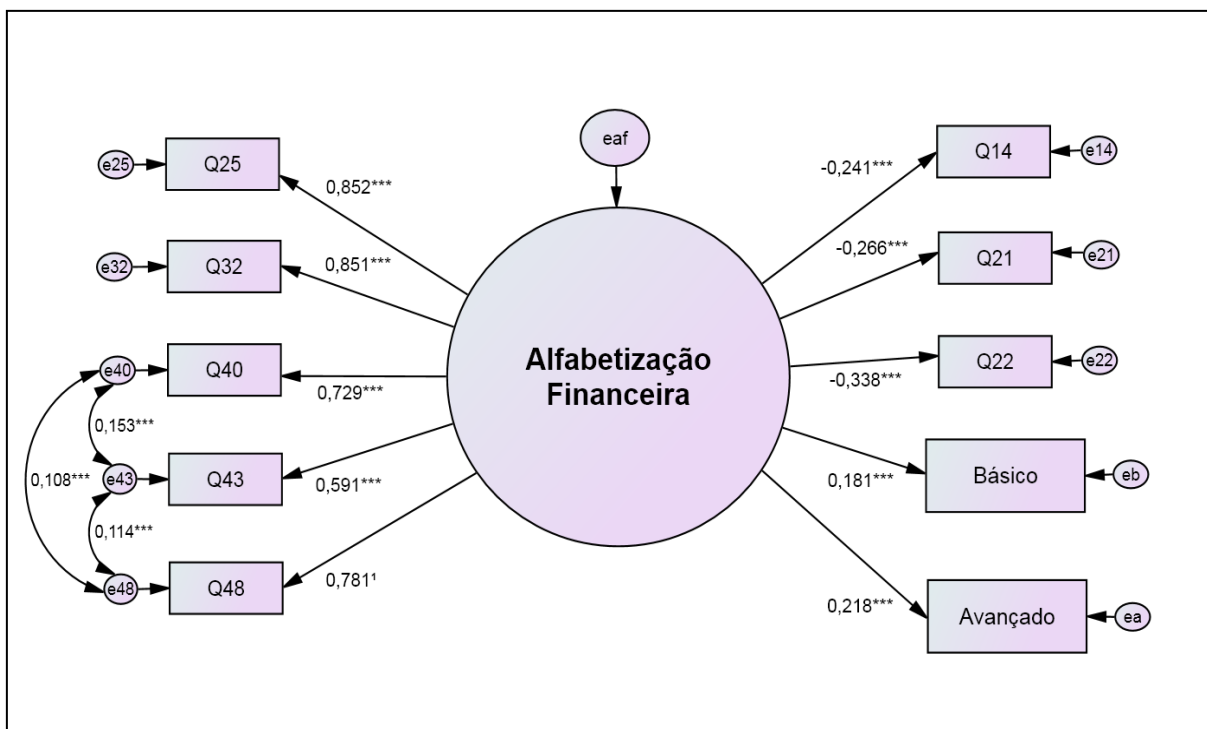 eaf
e25
Q25
0,852***
e32
Q32
0,851***
e40
Q40
0,729***
0,153***
0,108***
e43
Q43
0,591***
0,114***
e48
Q48
0,781¹
Alfabetização
Financeira
-0,241***
Q14
e14
-0,266***
Q21
e21
-0,338***
Q22
e22
0,181***
Básico
eb
0,218***
Avançado
ea